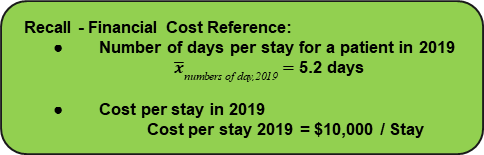 Recall - Financial Cost Reference:
● Number of days per stay for a patient in 2019
x̅ numbers of day,2019 = 5.2 days
● Cost per stay in 2019
Cost per stay 2019 = $10,000 / Stay